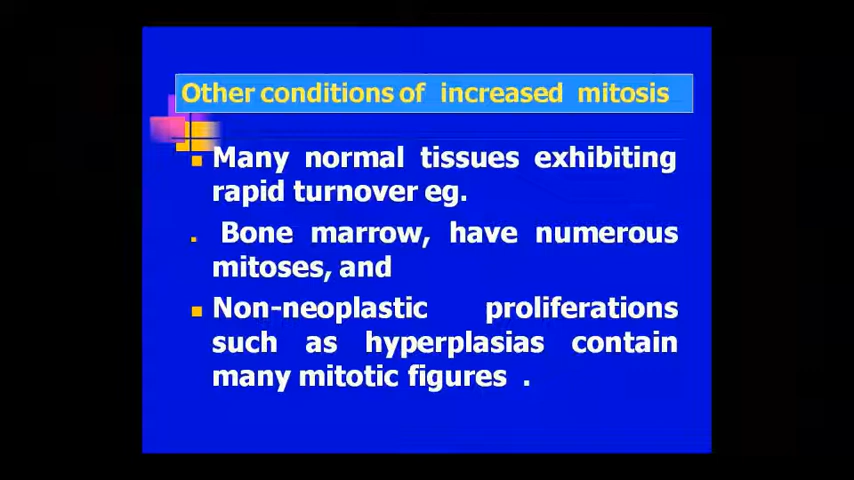 Other conditions of increased mitosis
Many normal tissues exhibiting
rapid turnover eg.
Bone marrow, have numerous
mitoses, and
Non-neoplastic proliferations
such as hyperplasias contain
many mitotic figures .